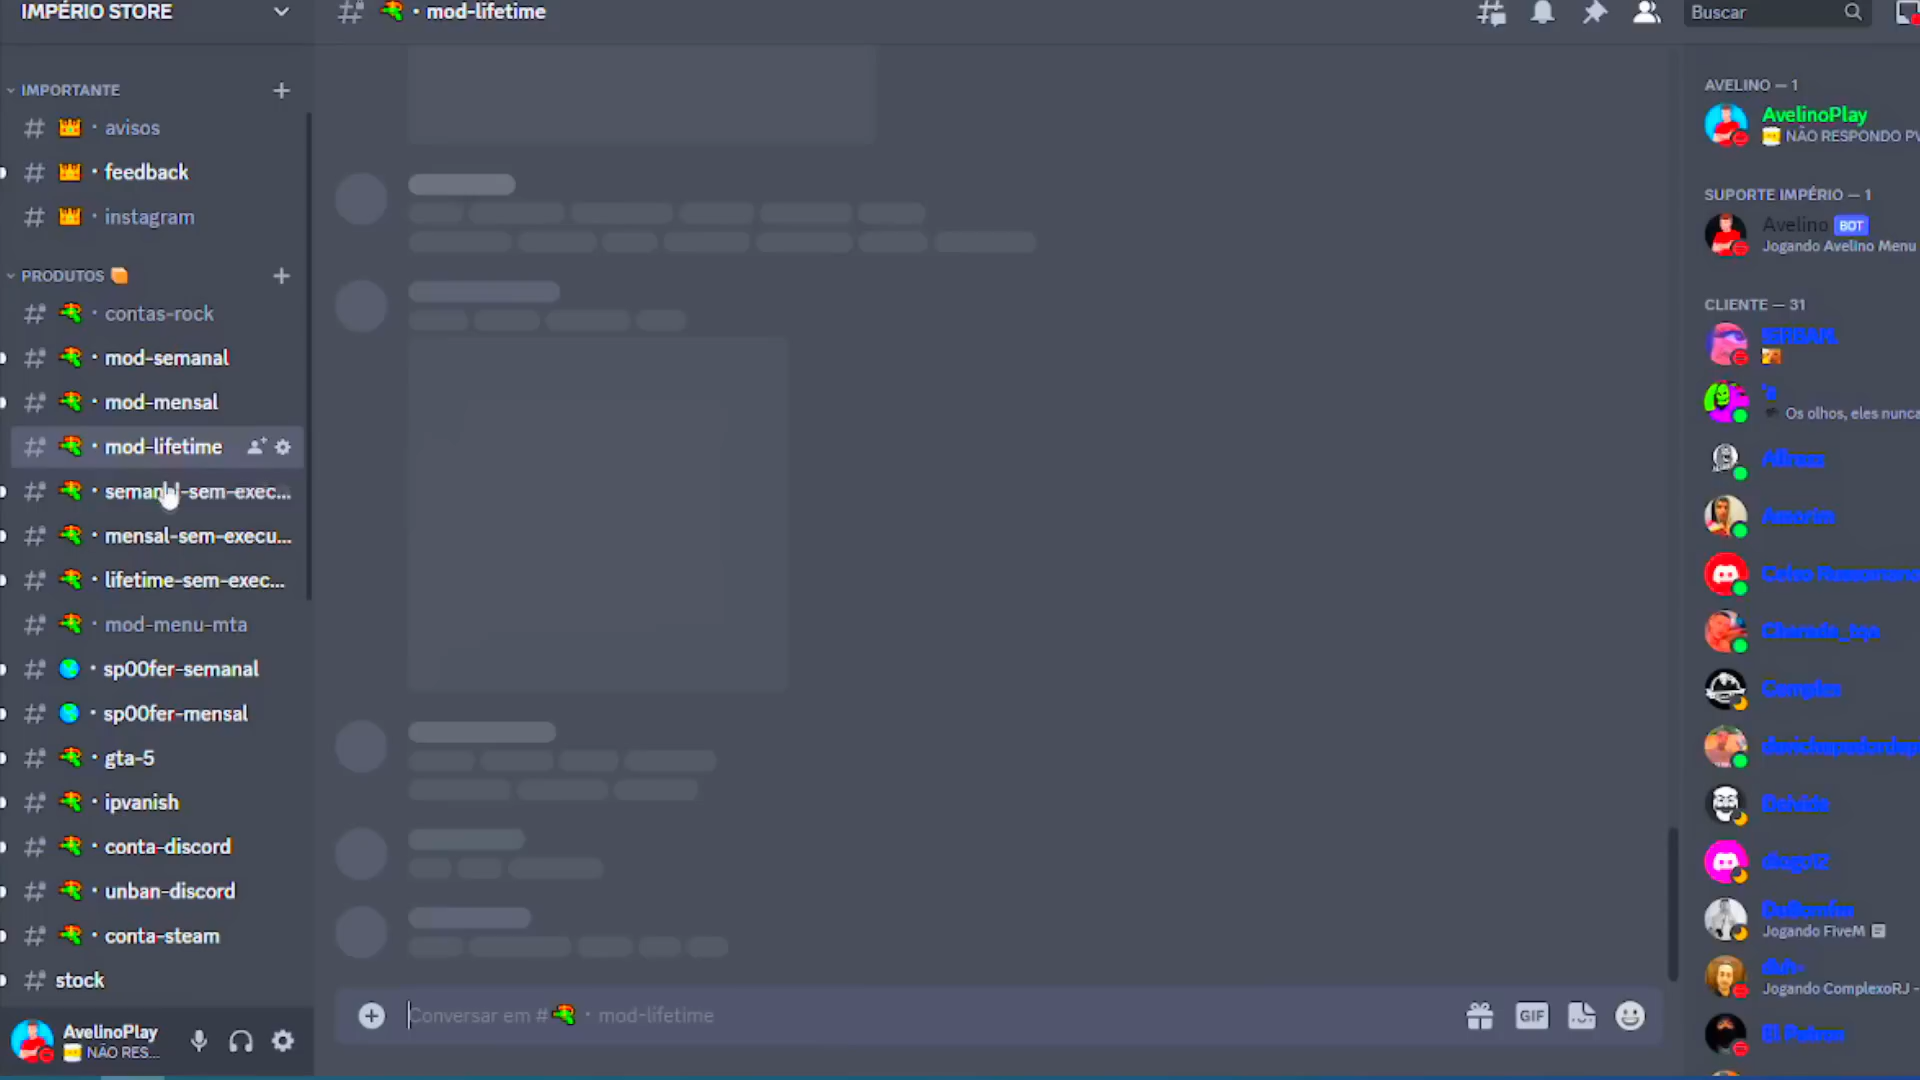 IMPÉRIO STORE
IMPORTANTE
avisos
feedback
instagram
PRODUTOS
contas-rock
mod-semanal
mod-mensal
mod-lifetime
semanal-sem-exec...
mensal-sem-execu...
lifetime-sem-exec...
mod-menu-mta
sp00fer-semanal
sp00fer-mensal
gta-5
ipvanish
conta-discord
unban-discord
conta-steam
stock
AvelinoPlay
NÃO RES...
mod-lifetime
Buscar
Conversar em # · mod-lifetime
GIF
AVELINO — 1
AvelinoPlay
NÃO RESPONDO PV
SUPORTE IMPÉRIO — 1
Avelino BOT
Jogando Avelino Menu
CLIENTE — 31
Os olhos, eles nunca
Amorim
Complex
Jogando FiveM
Jogando ComplexoRJ -